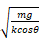 √(mg / kcosθ)